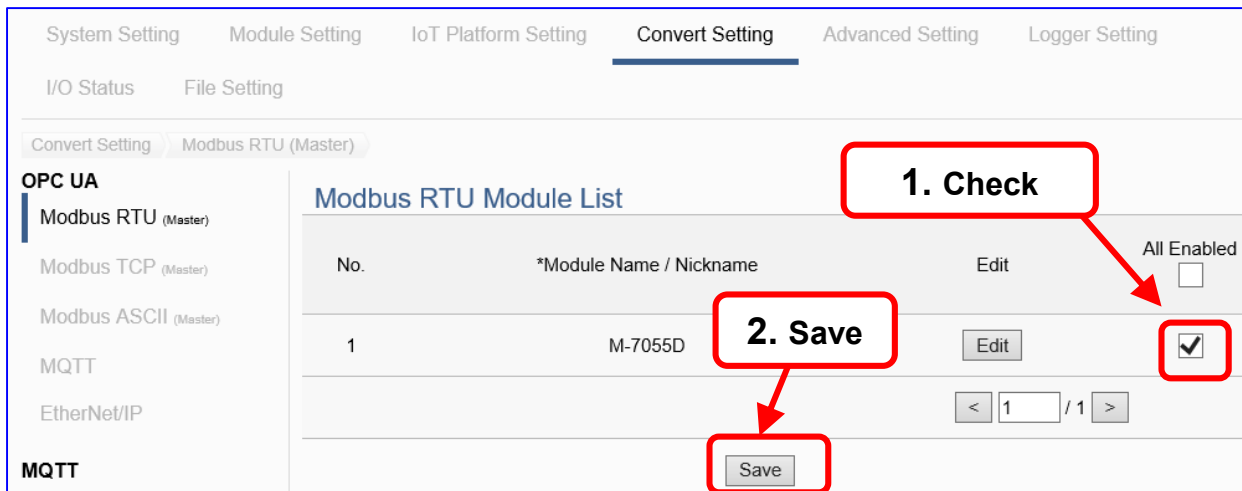 System Setting Module Setting IoT Platform Setting Convert Setting Advanced Setting Logger Setting
I/O Status File Setting
Convert Setting Modbus RTU (Master)
OPC UA
Modbus RTU (Master)
Modbus TCP (Master)
Modbus ASCII (Master)
MQTT
EtherNet/IP
MQTT
Modbus RTU Module List
1. Check
No. *Module Name / Nickname Edit All Enabled
1 M-7055D Edit
2. Save
< 1 / 1 >
Save